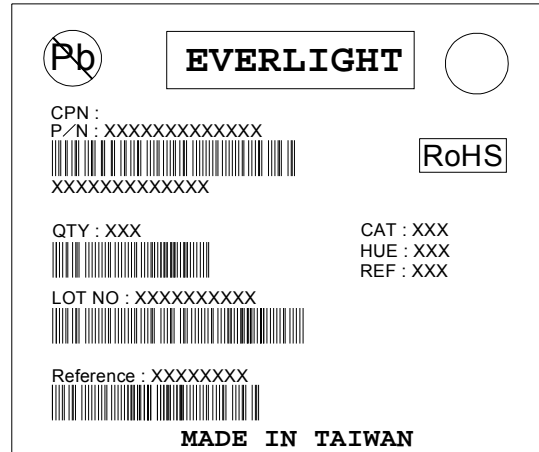 Pb
EVERLIGHT
CPN :
P/N : XXXXXXXXXXXXX
RoHS
XXXXXXXXXXXXX
QTY : XXX
CAT : XXX
HUE : XXX
REF : XXX
LOT NO : XXXXXXXXXX
Reference : XXXXXXXX
MADE IN TAIWAN